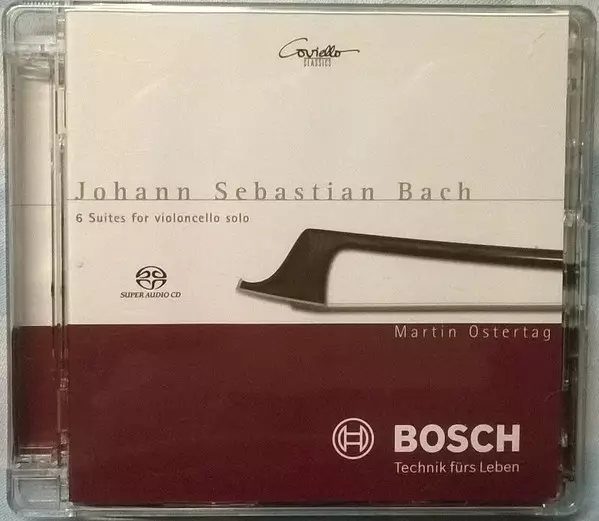 Coviello
CLASSICS
Johann Sebastian Bach
6 Suites for violoncello solo
SUPER AUDIO CD
Martin Ostertag
BOSCH
Technik fürs Leben